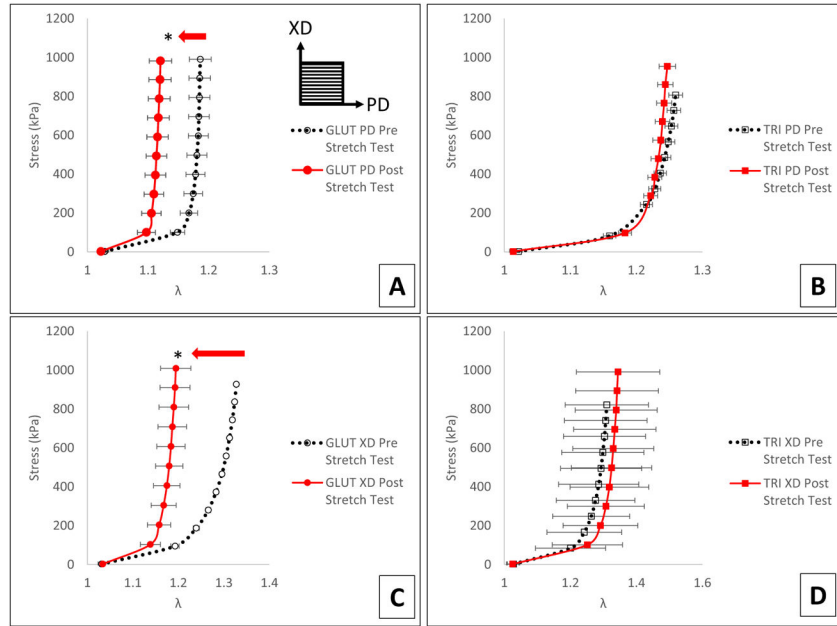 1200
1000
800
600
400
200
0
Stress (kPa)
1
1.1
1.2
1.3
λ
*
XD
PD
GLUT PD Pre
Stretch Test
GLUT PD Post
Stretch Test
A
1200
1000
800
600
400
200
0
Stress (kPa)
1
1.1
1.2
1.3
λ
TRI PD Pre
Stretch Test
TRI PD Post
Stretch Test
B
1200
1000
800
600
400
200
0
Stress (kPa)
1
1.1
1.2
1.3
1.4
λ
*
GLUT XD Pre
Stretch Test
GLUT XD Post
Stretch Test
C
1200
1000
800
600
400
200
0
Stress (kPa)
1
1.2
1.4
1.6
λ
TRI XD Pre
Stretch Test
TRI XD Post
Stretch Test
D